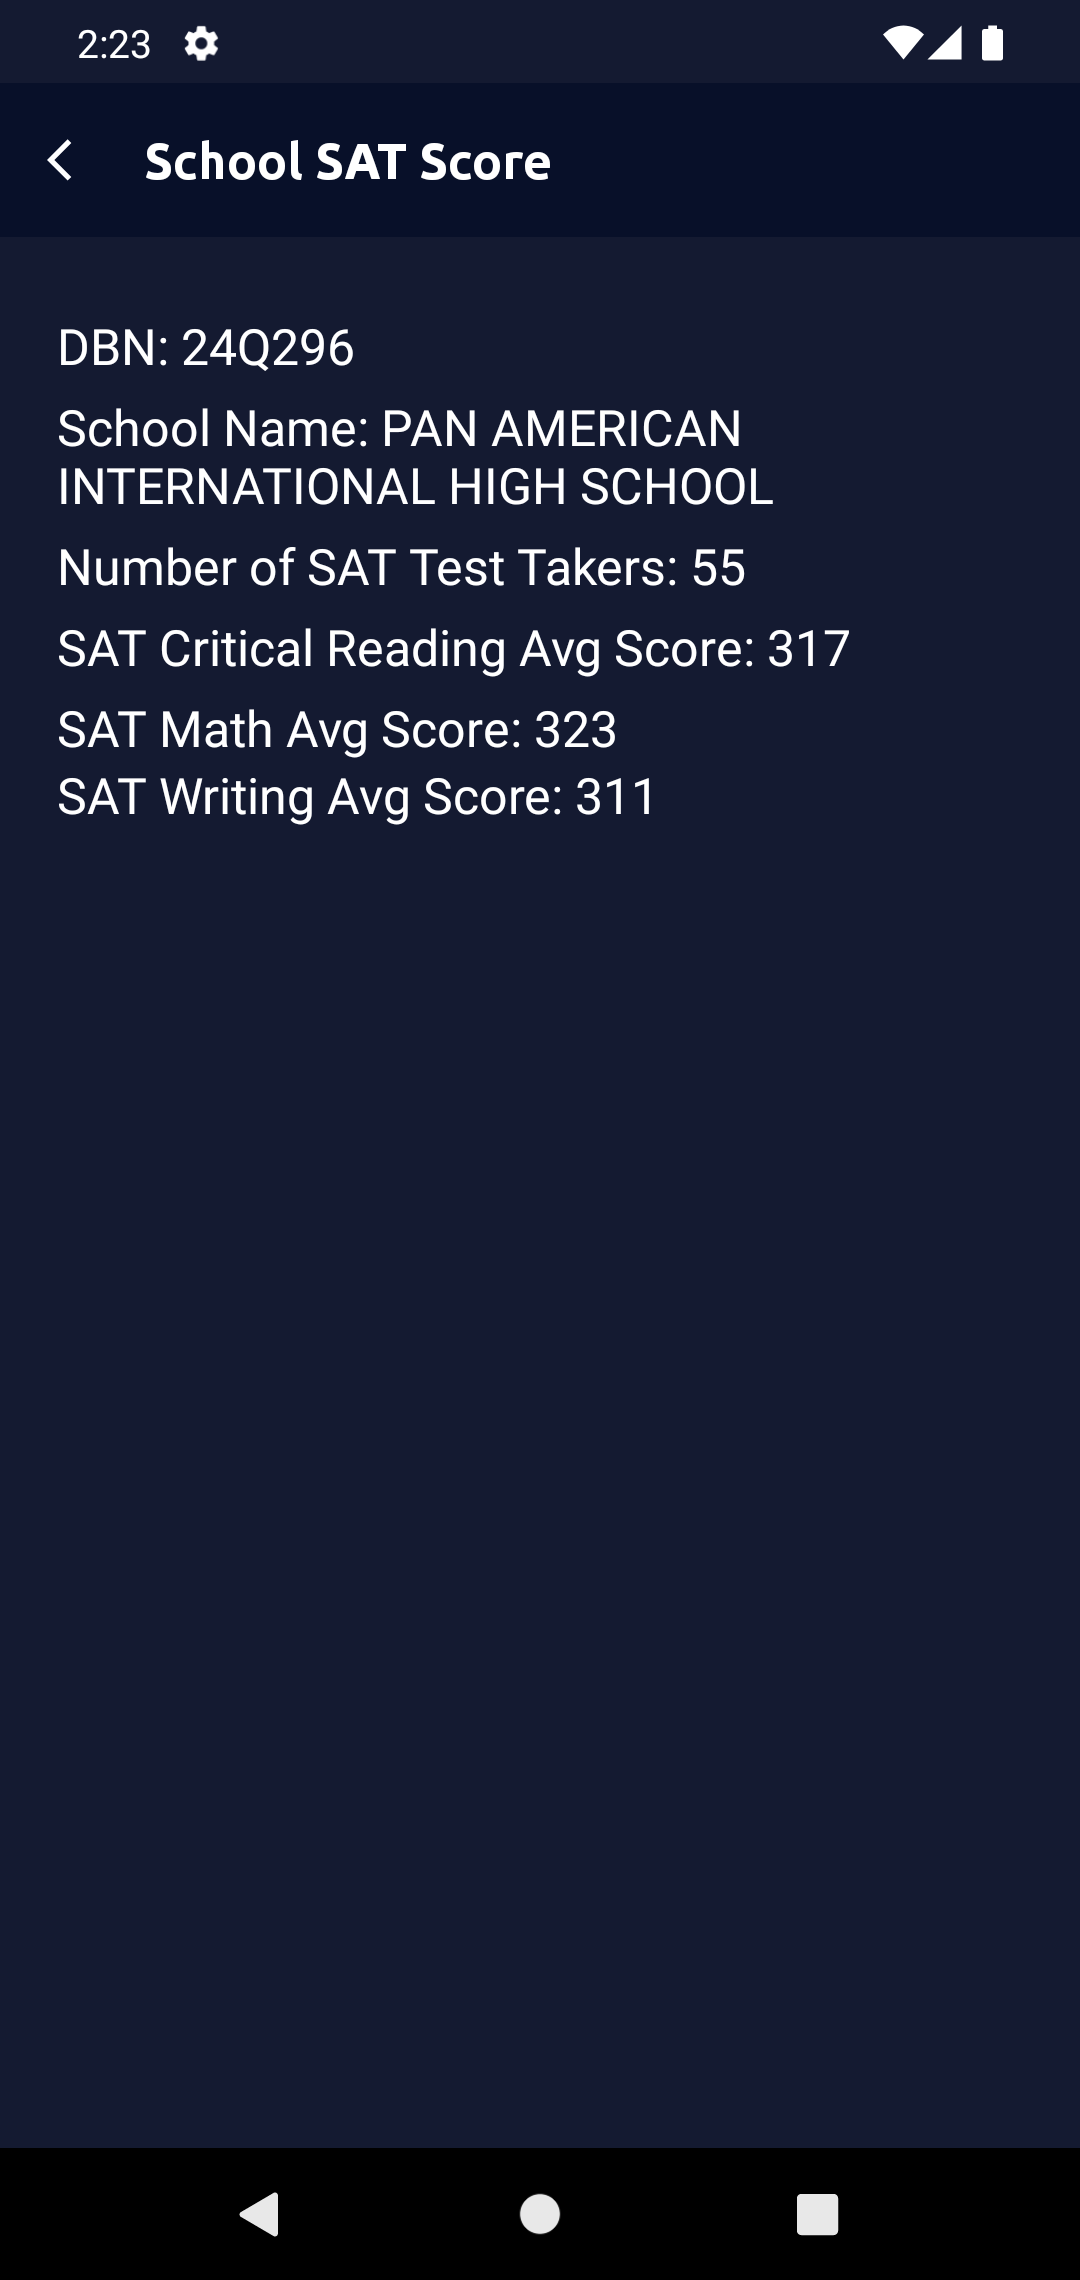 2:23
School SAT Score
DBN: 24Q296
School Name: PAN AMERICAN
INTERNATIONAL HIGH SCHOOL
Number of SAT Test Takers: 55
SAT Critical Reading Avg Score: 317
SAT Math Avg Score: 323
SAT Writing Avg Score: 311